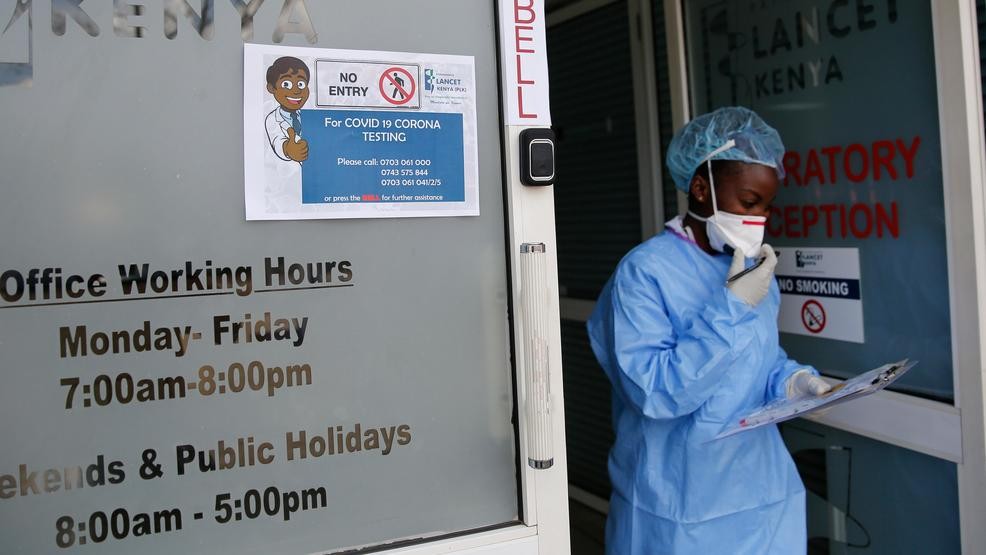 KENYA
NO
ENTRY
LANCET
KENYA (PLK)
For COVID 19 CORONA
TESTING
Please call: 0703 061 000
0743 575 844
0703 061 041/2/5
or press the BELL for further assistance
BELL
Office Working Hours
Monday- Friday
7:00am-8:00pm
ekends & Public Holidays
8:00am - 5:00pm
LANCET
KENYA
RATORY
CEPTION
LANCET
KENYA
NO SMOKING